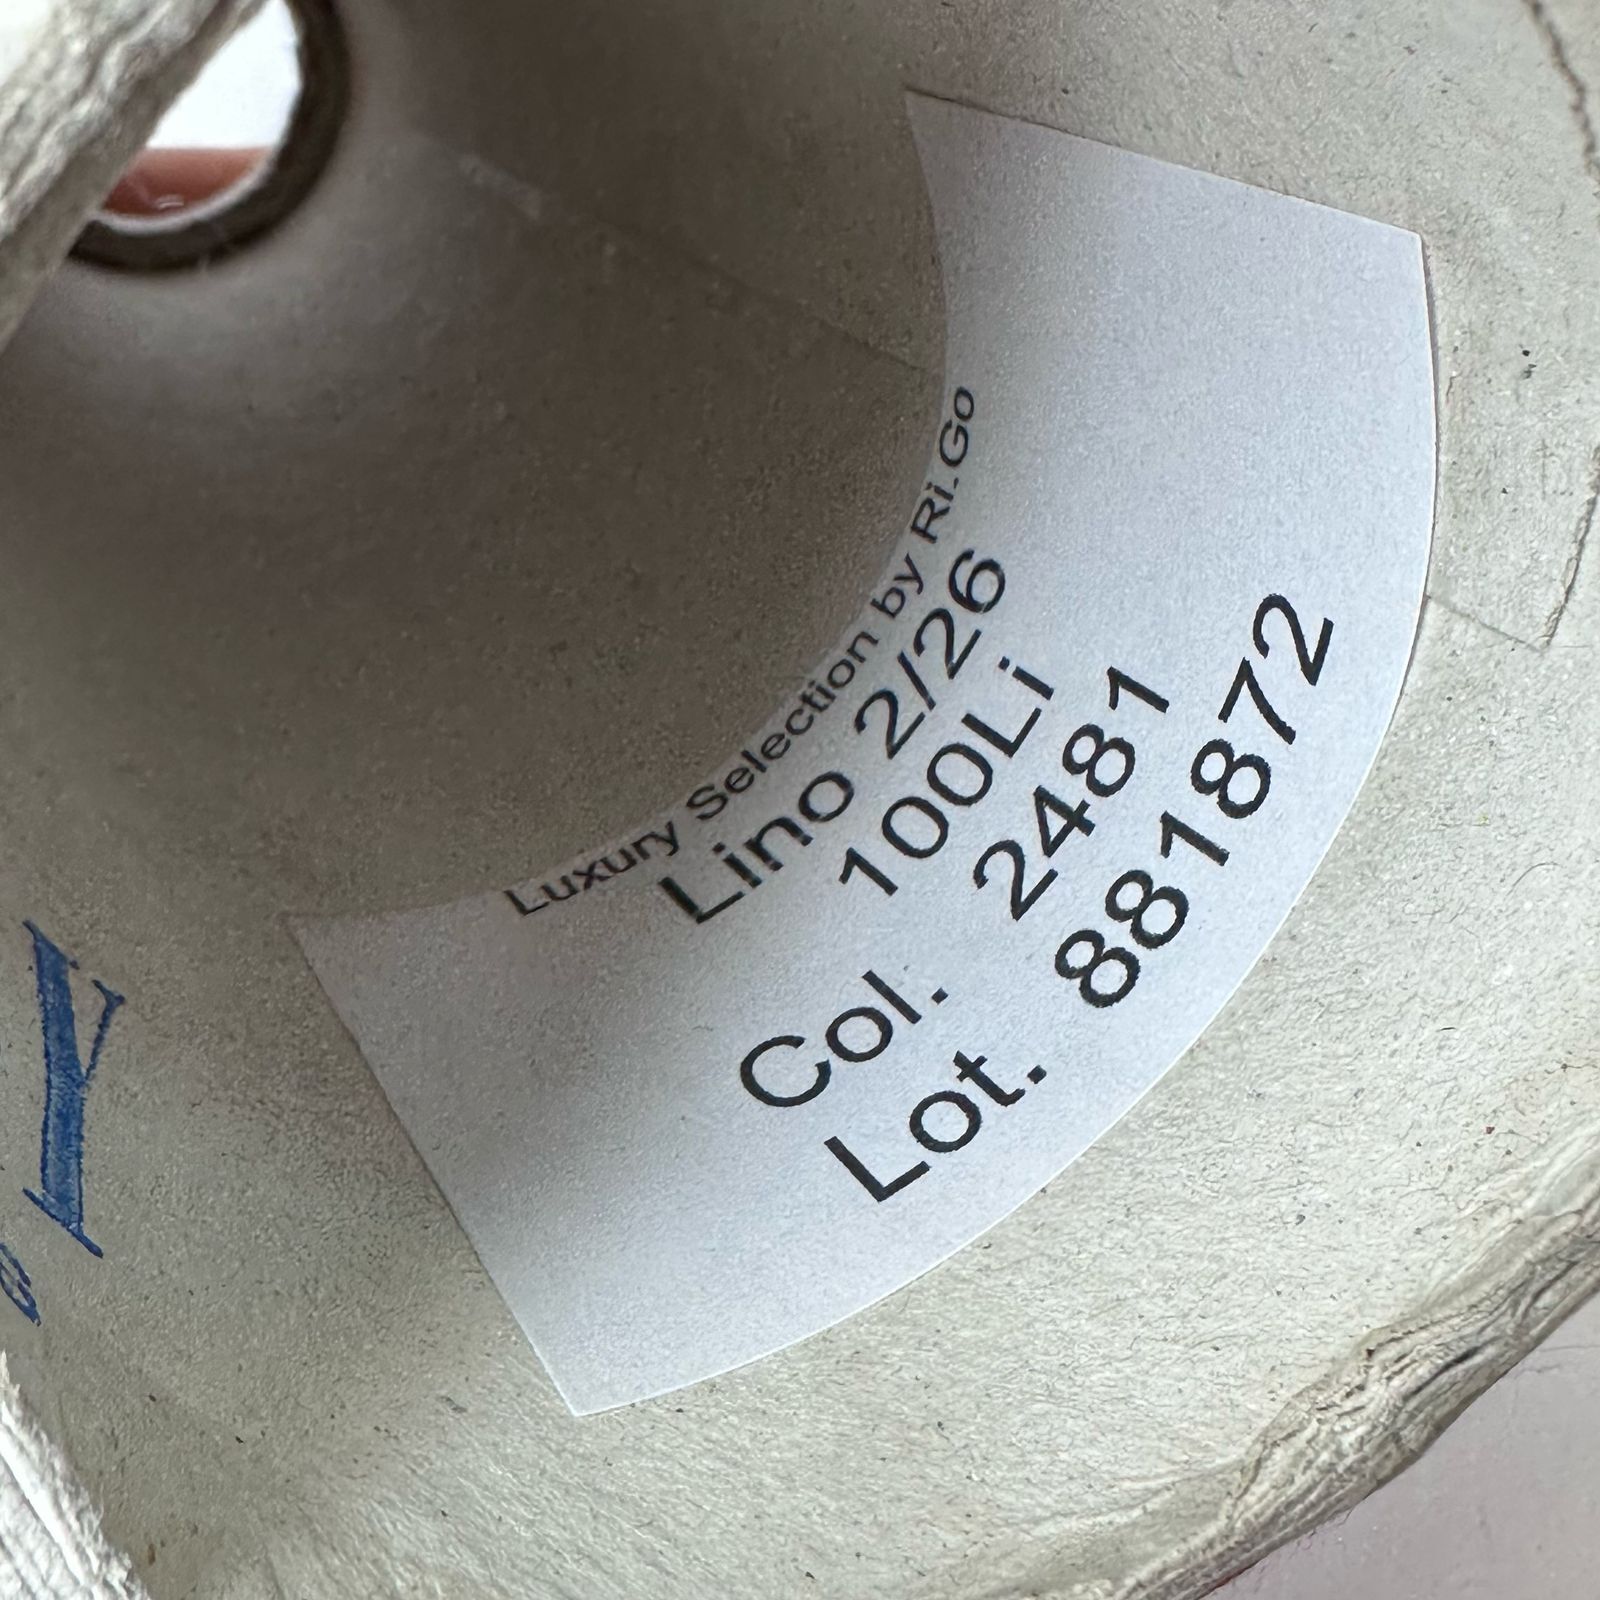 Luxury Selection by Ri.Go
Lino 2/26
100Li
Col. 2481
Lot. 881872